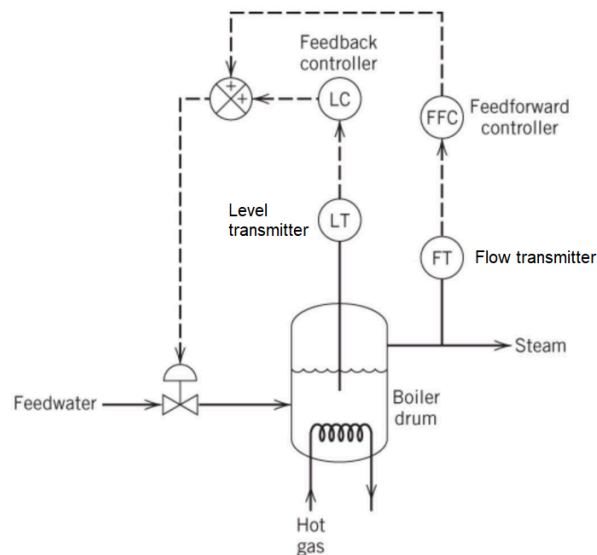 Feedback
controller
+
+
LC
FFC
Feedforward
controller
Level
transmitter
LT
FT
Flow transmitter
Steam
Feedwater
Boiler
drum
Hot
gas